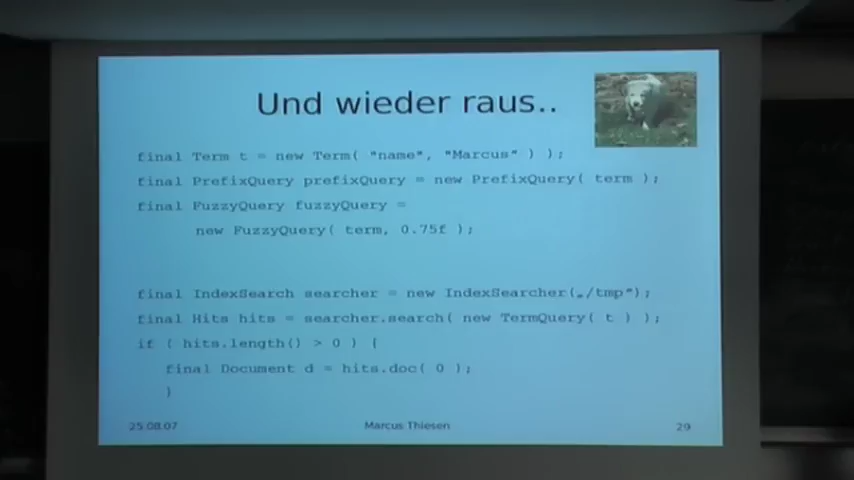 Und wieder raus..
final Term t = new Term( "name", "Marcus" ) );
final PrefixQuery prefixQuery = new PrefixQuery( term );
final FuzzyQuery fuzzyQuery =
new FuzzyQuery( term, 0.75f );
final IndexSearch searcher = new IndexSearcher(„/tmp");
final Hits hits = searcher.search( new TermQuery( t ) );
if ( hits.length() > 0 ) {
final Document d = hits.doc( 0 );
}
25.08.07
Marcus Thiesen
29